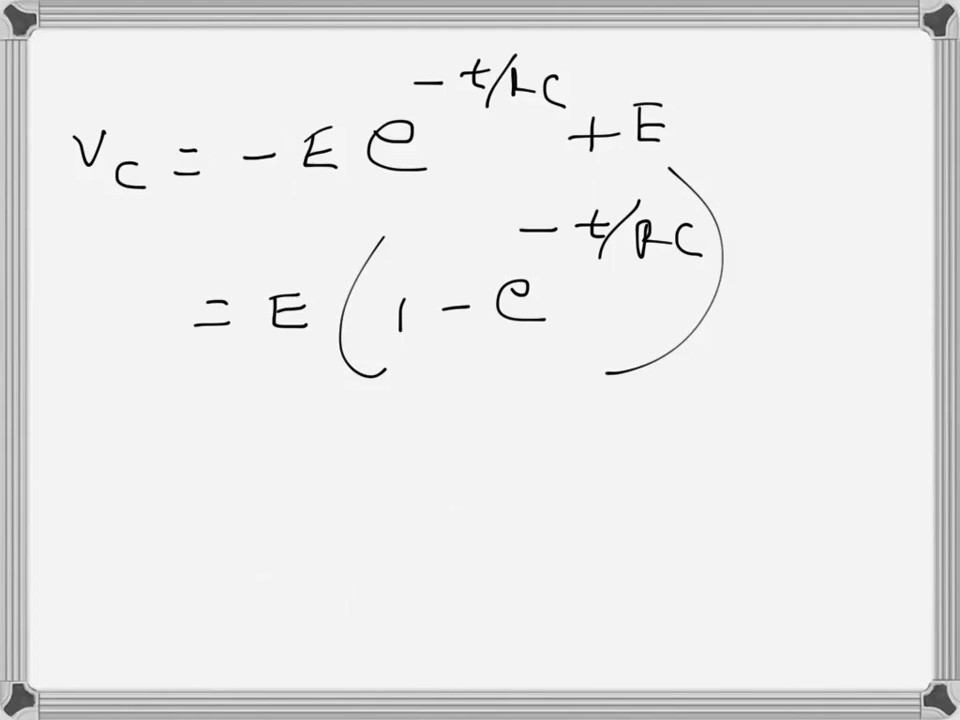 V_C = - E e^{- t/RC} + E
= E ( 1 - e^{- t/RC} )